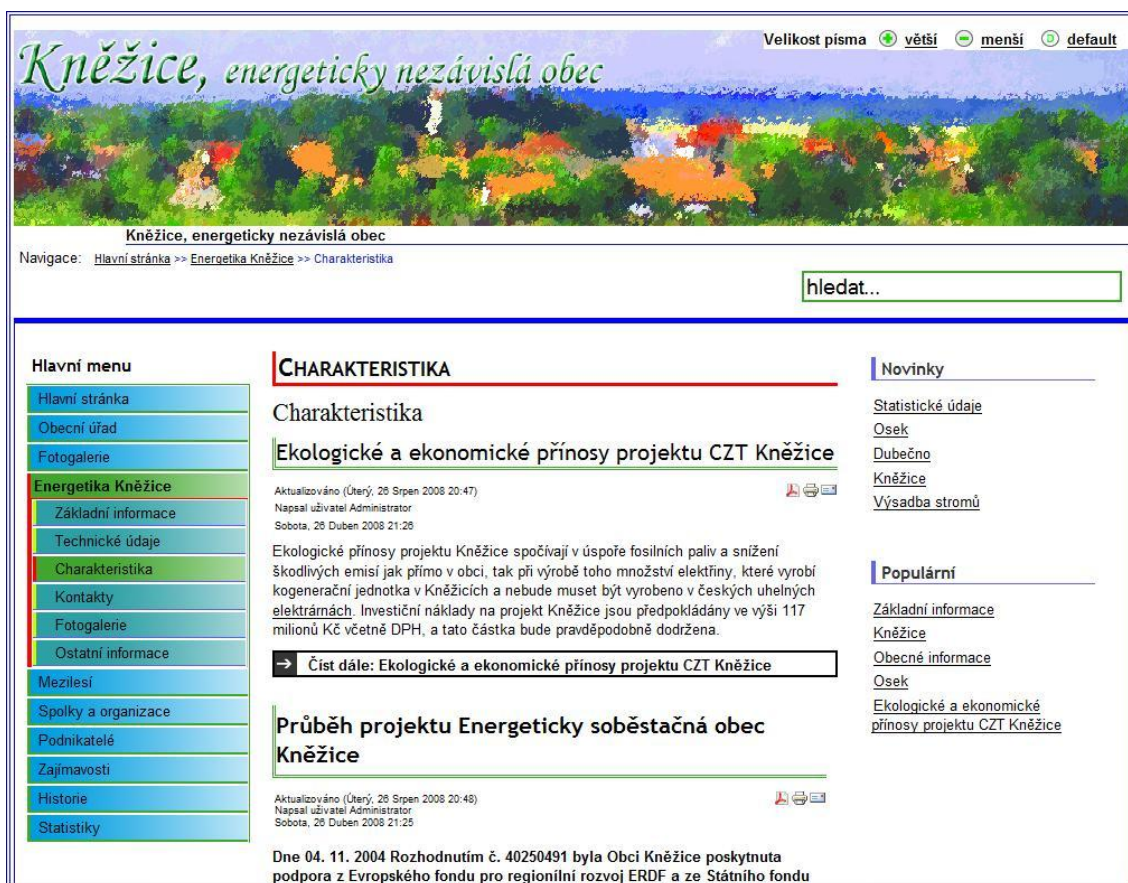 Velikost písma větší menší default
Kněžice, energeticky nezávislá obec
Kněžice, energeticky nezávislá obec
Navigace: Hlavní stránka >> Energetika Kněžice >> Charakteristika
hledat...
Hlavní menu
Hlavní stránka
Obecní úřad
Fotogalerie
Energetika Kněžice
Základní informace
Technické údaje
Charakteristika
Kontakty
Fotogalerie
Ostatní informace
Mezilesí
Spolky a organizace
Podnikatelé
Zajímavosti
Historie
Statistiky
CHARAKTERISTIKA
Charakteristika
Ekologické a ekonomické přínosy projektu CZT Kněžice
Aktualizováno (Úterý, 26 Srpen 2008 20:47)
Napsal uživatel Administrator
Sobota, 26 Duben 2008 21:26
Ekologické přínosy projektu Kněžice spočívají v úspoře fosilních paliv a snížení
škodlivých emisí jak přímo v obci, tak při výrobě toho množství elektřiny, které vyrobí
kogenerační jednotka v Kněžicích a nebude muset být vyrobeno v českých uhelných
elektrárnách. Investiční náklady na projekt Kněžice jsou předpokládány ve výši 117
milionů Kč včetně DPH, a tato částka bude pravděpodobně dodržena.
Číst dále: Ekologické a ekonomické přínosy projektu CZT Kněžice
Průběh projektu Energeticky soběstačná obec
Kněžice
Aktualizováno (Úterý, 26 Srpen 2008 20:48)
Napsal uživatel Administrator
Sobota, 26 Duben 2008 21:25
Dne 04. 11. 2004 Rozhodnutím č. 40250491 byla Obci Kněžice poskytnuta
podpora z Evropského fondu pro regionílní rozvoj ERDF a ze Státního fondu
Novinky
Statistické údaje
Osek
Dubečno
Kněžice
Výsadba stromů
Populární
Základní informace
Kněžice
Obecné informace
Osek
Ekologické a ekonomické
přínosy projektu CZT Kněžice